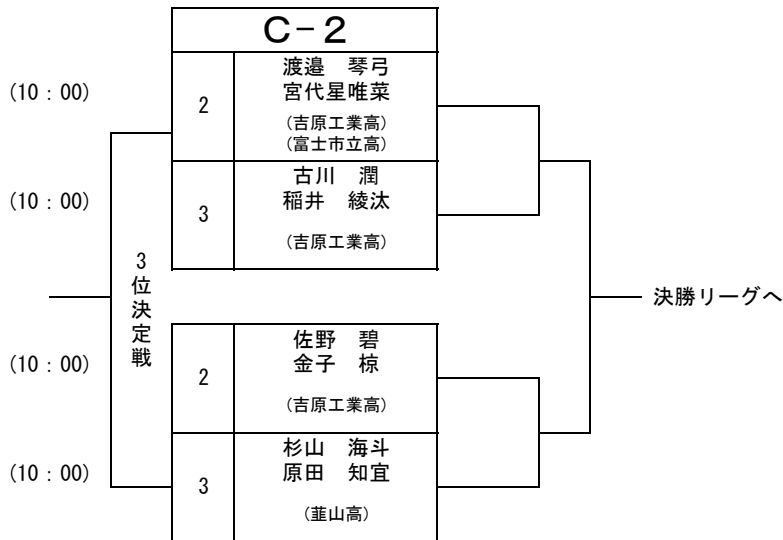 C-2
(10：00)
2
渡邉　琴弓
宮代星唯菜
(吉原工業高)
(富士市立高)
(10：00)
3
古川　潤
稲井　綾汰
(吉原工業高)
3位決定戦
決勝リーグへ
(10：00)
2
佐野　碧
金子　椋
(吉原工業高)
(10：00)
3
杉山　海斗
原田　知宜
(韮山高)